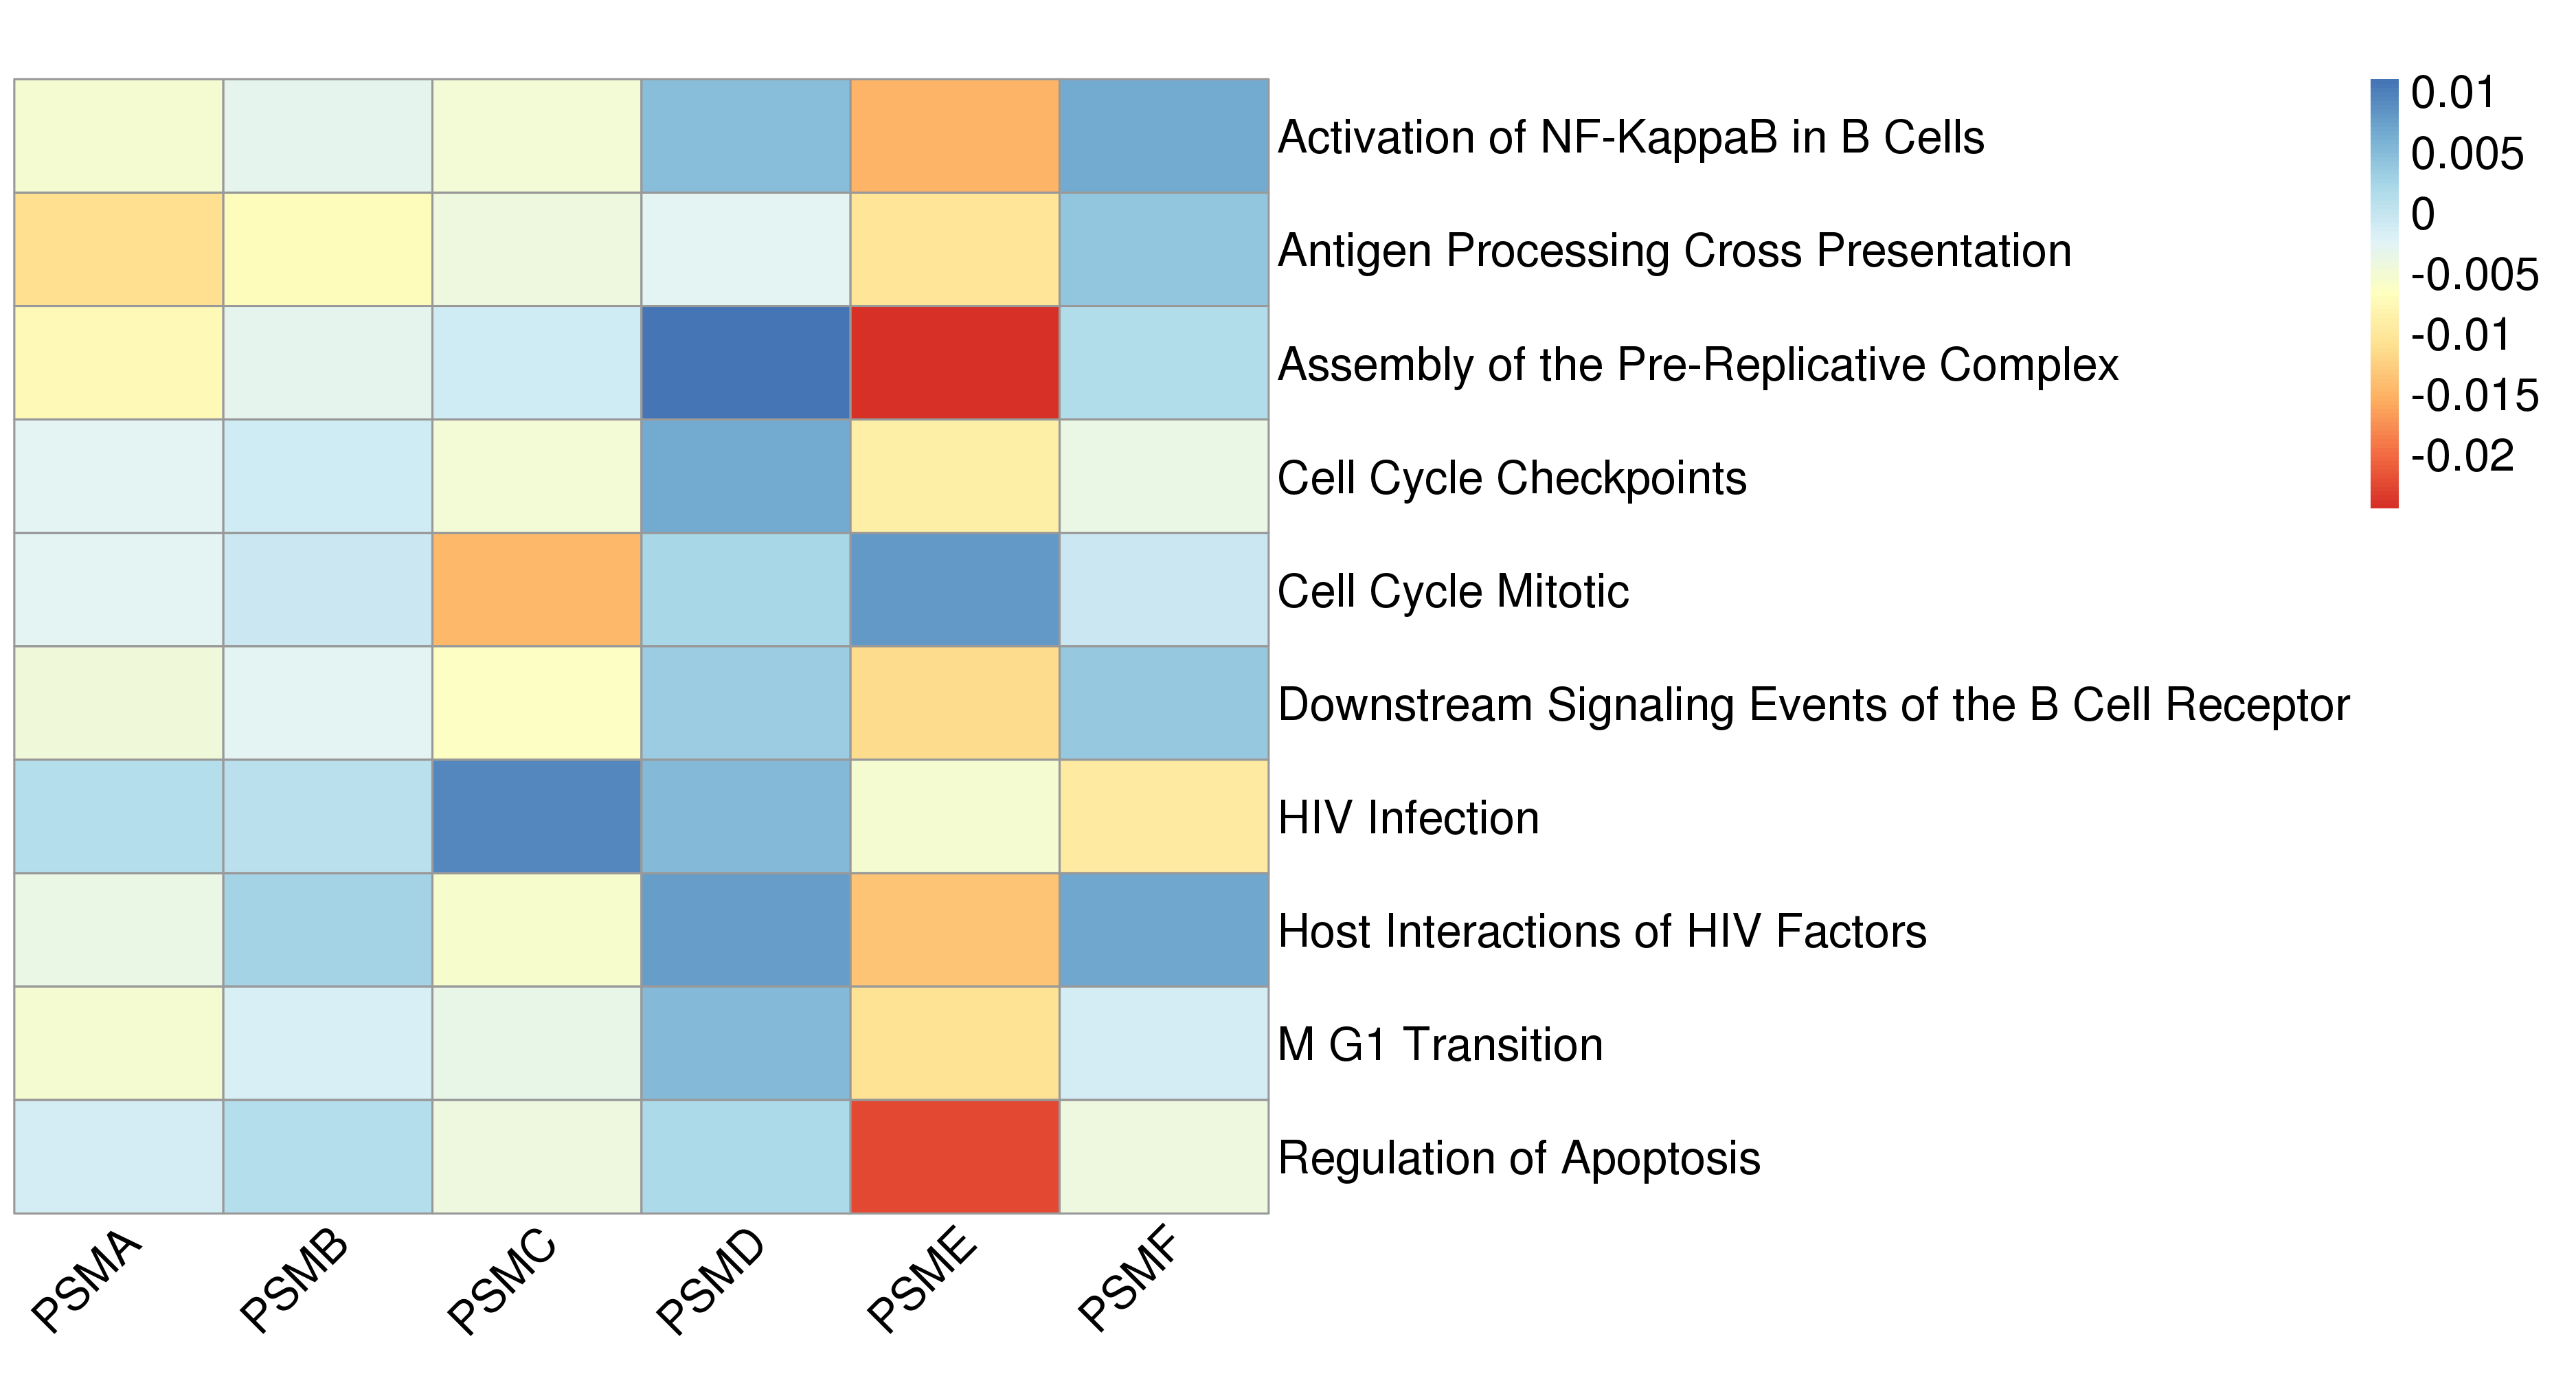 Activation of NF-KappaB in B Cells
Antigen Processing Cross Presentation
Assembly of the Pre-Replicative Complex
Cell Cycle Checkpoints
Cell Cycle Mitotic
Downstream Signaling Events of the B Cell Receptor
HIV Infection
Host Interactions of HIV Factors
M G1 Transition
Regulation of Apoptosis
PSMA
PSMB
PSMC
PSMD
PSME
PSMF
0.01
0.005
0
-0.005
-0.01
-0.015
-0.02